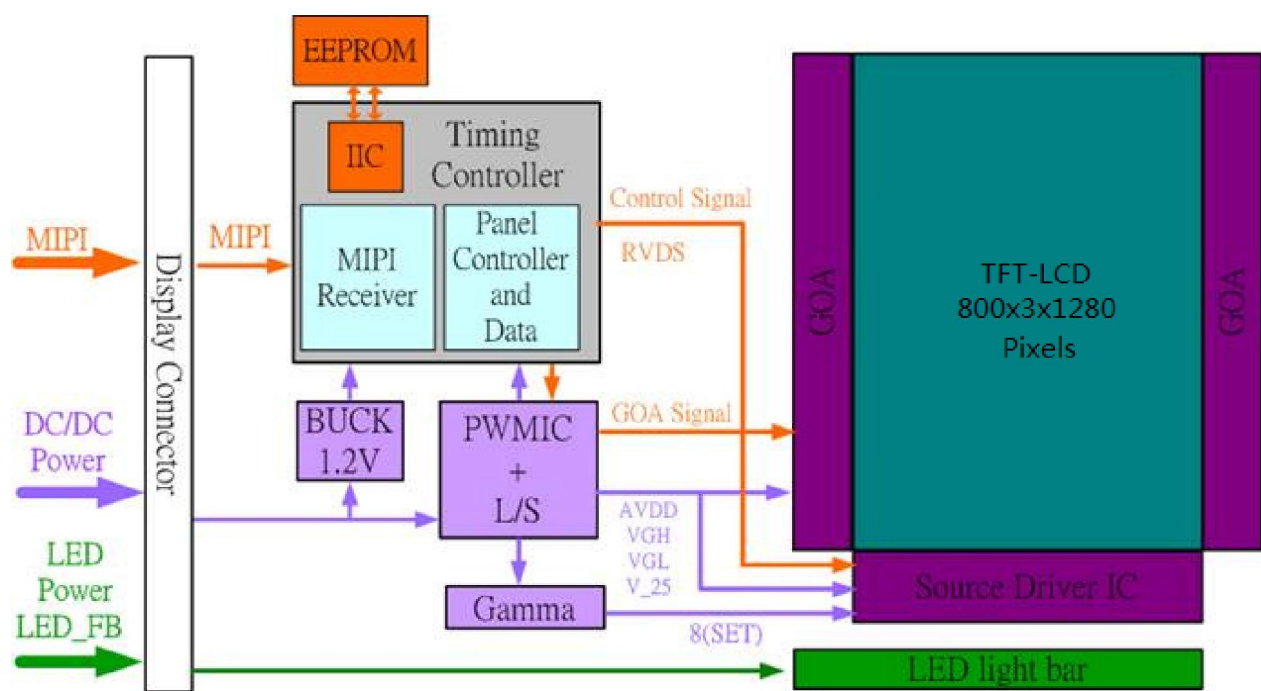 EEPROM
IIC
Timing
Controller
MIPI
Receiver
Panel
Controller
and
Data
MIPI
MIPI
Display Connector
Control Signal
RVDS
GOA
TFT-LCD
800x3x1280
Pixels
GOA
DC/DC
Power
BUCK
1.2V
PWMIC
+
L/S
GOA Signal
AVDD
VGH
VGL
V_25
LED
Power
LED_FB
Gamma
8(SET)
Source Driver IC
LED light bar